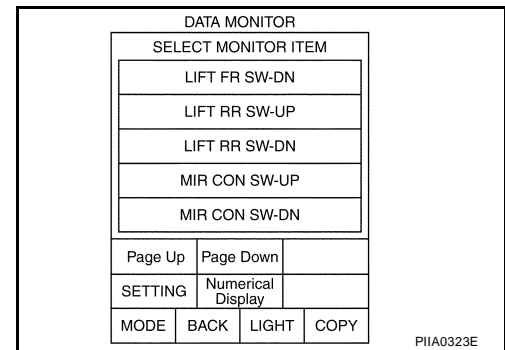 DATA MONITOR
SELECT MONITOR ITEM
LIFT FR SW-DN
LIFT RR SW-UP
LIFT RR SW-DN
MIR CON SW-UP
MIR CON SW-DN
Page Up Page Down
SETTING Numerical
Display
MODE BACK LIGHT COPY
PIIA0323E